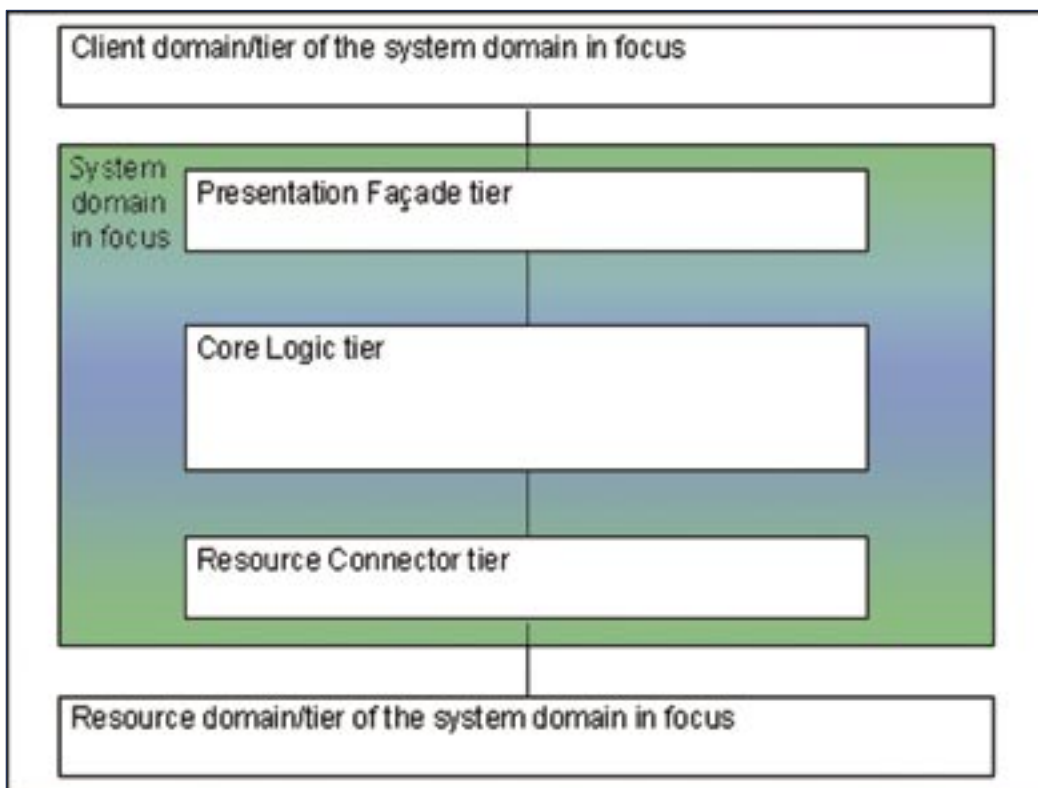 Client domain/tier of the system domain in focus
System
domain
in focus
Presentation Façade tier
Core Logic tier
Resource Connector tier
Resource domain/tier of the system domain in focus